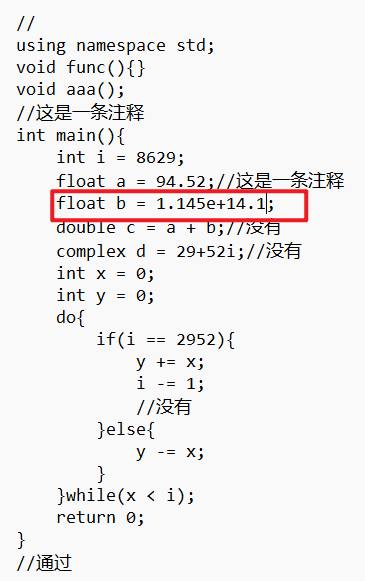 //
using namespace std;
void func(){}
void aaa();
//这是一条注释
int main(){
    int i = 8629;
    float a = 94.52;//这是一条注释
    float b = 1.145e+14.1;
    double c = a + b;//没有
    complex d = 29+52i;//没有
    int x = 0;
    int y = 0;
    do{
        if(i == 2952){
            y += x;
            i -= 1;
            //没有
        }else{
            y -= x;
        }
    }while(x < i);
    return 0;
}
//通过